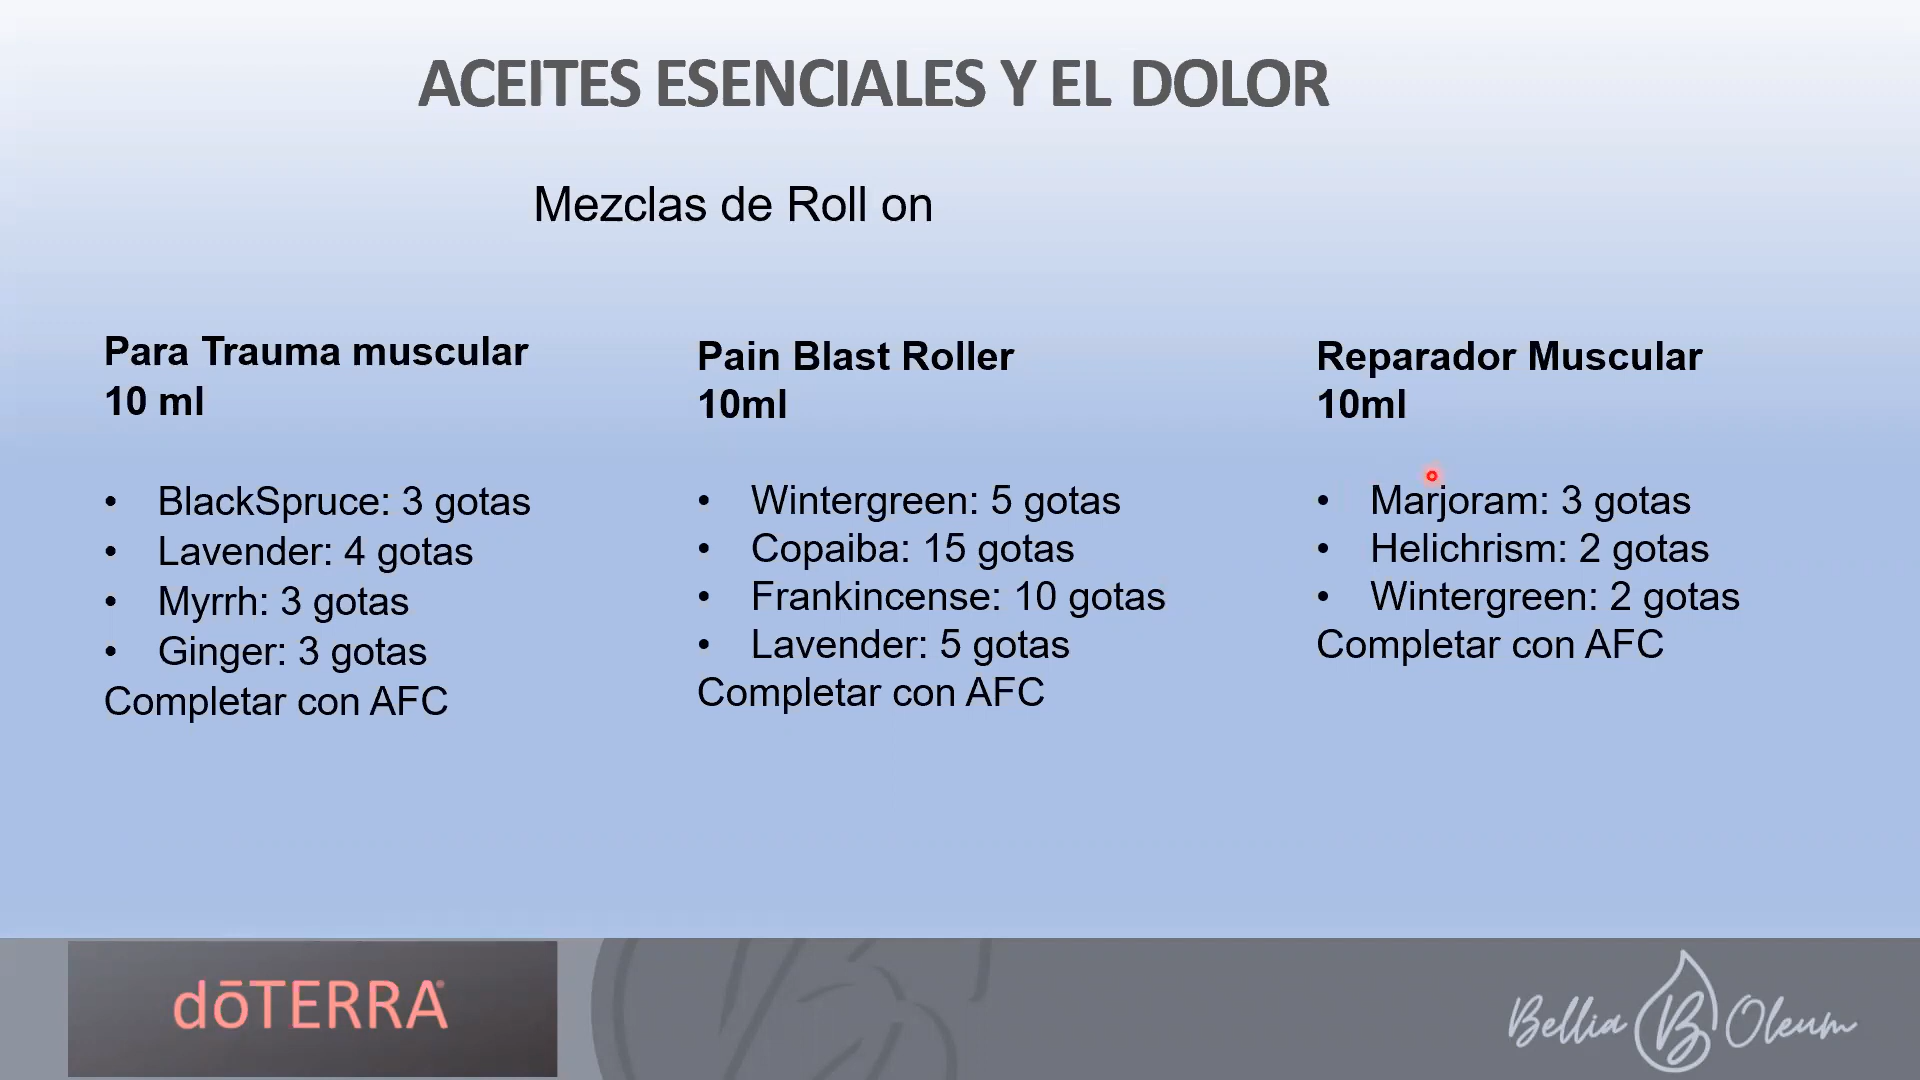 ACEITES ESENCIALES Y EL DOLOR
Mezclas de Roll on
Para Trauma muscular
10 ml
• BlackSpruce: 3 gotas
• Lavender: 4 gotas
• Myrrh: 3 gotas
• Ginger: 3 gotas
Completar con AFC
Pain Blast Roller
10ml
• Wintergreen: 5 gotas
• Copaiba: 15 gotas
• Frankincense: 10 gotas
• Lavender: 5 gotas
Completar con AFC
Reparador Muscular
10ml
• Marjoram: 3 gotas
• Helichrism: 2 gotas
• Wintergreen: 2 gotas
Completar con AFC
dōTERRA®
Bellia B Oleum